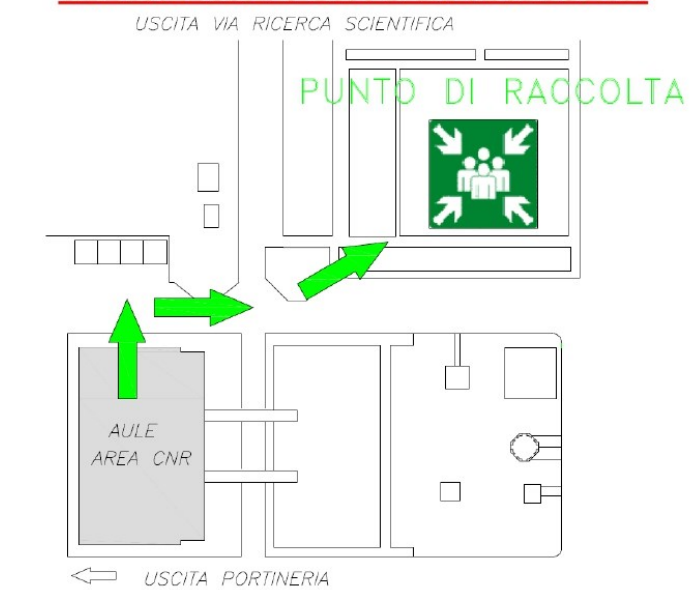 USCITA VIA RICERCA SCIENTIFICA
PUNTO DI RACCOLTA
AULE
AREA CNR
USCITA PORTINERIA